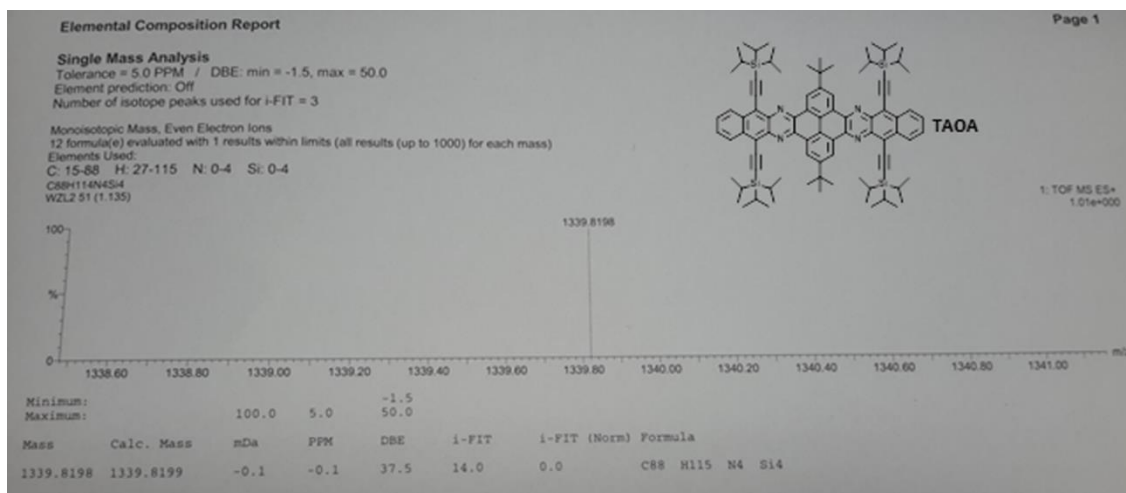 Elemental Composition Report
Page 1
Single Mass Analysis
Tolerance = 5.0 PPM / DBE: min = -1.5, max = 50.0
Element prediction: Off
Number of isotope peaks used for i-FIT = 3
Monoisotopic Mass, Even Electron Ions
12 formula(e) evaluated with 1 results within limits (all results (up to 1000) for each mass)
Elements Used:
C: 15-88 H: 27-115 N: 0-4 Si: 0-4
C88H114N4Si4
WZL2 51 (1.135)
1: TOF MS ES+
1.01e+000
Si Si
N N
N N
TAOA
Si Si
1339.8198
100
%
0
m/z
1338.60 1338.80 1339.00 1339.20 1339.40 1339.60 1339.80 1340.00 1340.20 1340.40 1340.60 1340.80 1341.00
Minimum: -1.5
Maximum: 100.0 5.0 50.0
Mass Calc. Mass mDa PPM DBE i-FIT i-FIT (Norm) Formula
1339.8198 1339.8199 -0.1 -0.1 37.5 14.0 0.0 C88 H115 N4 Si4